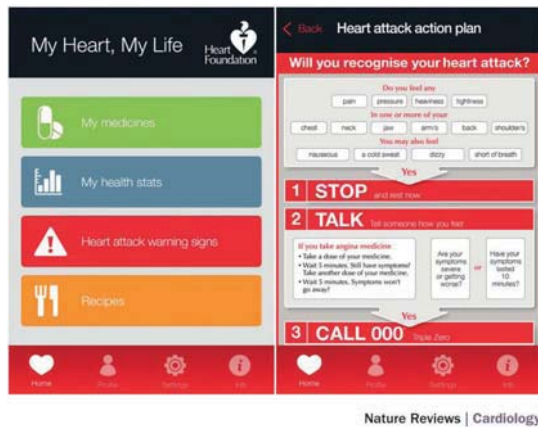 My Heart, My Life
Heart
Foundation
My medicines
My health stats
Heart attack warning signs
Recipes
Home
Profile
Settings
Info
Back
Heart attack action plan
Will you recognise your heart attack?
Do you feel any
pain pressure heaviness tightness
In one or more of your
chest neck jaw arm/s back shoulder/s
You may also feel
nauseous a cold sweat dizzy short of breath
Yes
1 STOP and rest now
2 TALK Tell someone how you feel
If you take angina medicine
• Take a dose of your medicine.
• Wait 5 minutes. Still have symptoms?
Take another dose of your medicine.
• Wait 5 minutes. Symptoms won't
go away?
Are your
symptoms
severe
or getting
worse?
or
Have your
symptoms
lasted
10
minutes?
Yes
3 CALL 000 Triple Zero
Home
Profile
Settings
Info
Nature Reviews | Cardiology